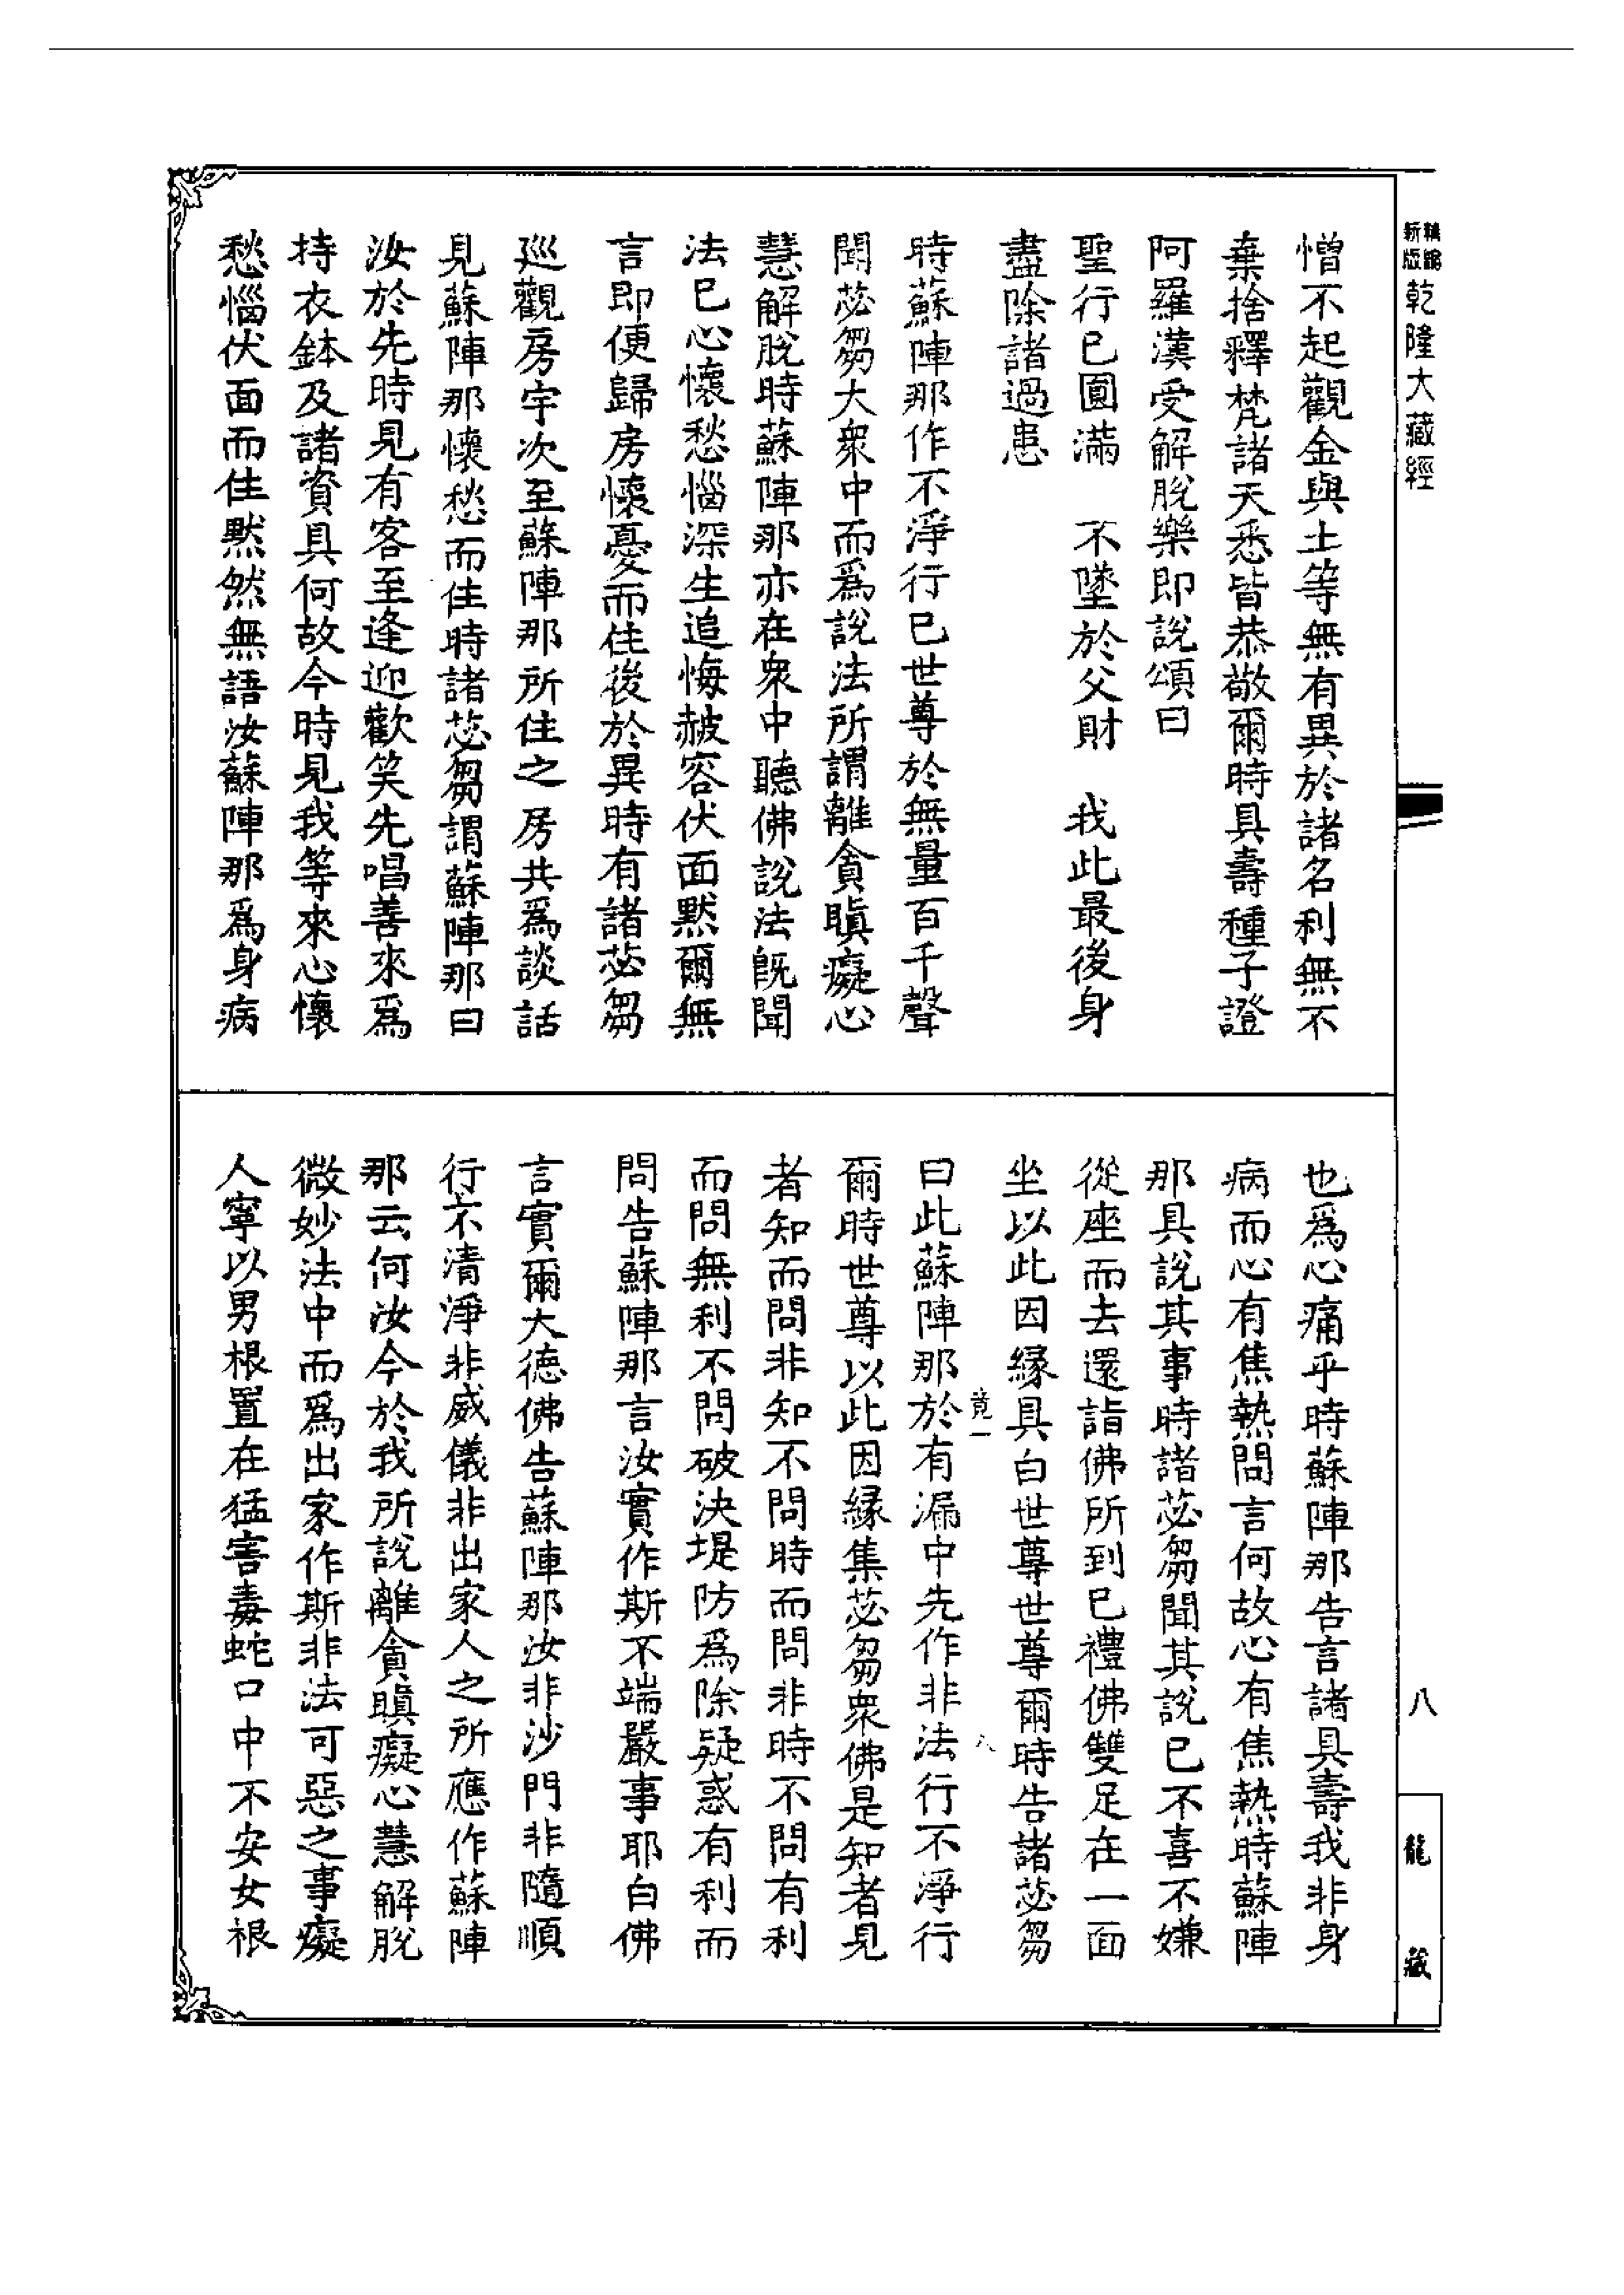 新版精編乾隆大藏經
憎不起觀金與土等無有異於諸名利無不
棄捨釋梵諸天悉皆恭敬爾時具壽種子證
阿羅漢受解脫樂即說頌曰
聖行已圓滿　不墜於父財　我此最後身
盡除諸過患
時蘇陣那作不淨行已世尊於無量百千聲
聞苾芻大衆中而爲說法所謂離貪瞋癡心
慧解脫時蘇陣那亦在衆中聽佛說法旣聞
法已心懷愁惱深生追悔赧容伏面默爾無
言即便歸房懷憂而住後於異時有諸苾芻
巡觀房宇次至蘇陣那所住之房共爲談話
見蘇陣那懷愁而住時諸苾芻謂蘇陣那曰
汝於先時見有客至逢迎歡笑先唱善來爲
持衣鉢及諸資具何故今時見我等來心懷
愁惱伏面而住默然無語汝蘇陣那爲身病
也爲心痛乎時蘇陣那告言諸具壽我非身
病而心有焦熱問言何故心有焦熱時蘇陣
那具說其事時諸苾芻聞其說已不喜不嫌
從座而去還詣佛所到已禮佛雙足在一面
坐以此因緣具白世尊世尊爾時告諸苾芻
竟一　八
曰此蘇陣那於有漏中先作非法行不淨行
爾時世尊以此因緣集苾芻衆佛是知者見
者知而問非知不問時而問非時不問有利
而問無利不問破決堤防爲除疑惑有利而
問告蘇陣那言汝實作斯不端嚴事耶白佛
言實爾大德佛告蘇陣那汝非沙門非隨順
行不清淨非威儀非出家人之所應作蘇陣
那云何汝今於我所說離貪瞋癡心慧解脫
微妙法中而爲出家作斯非法可惡之事癡
人寧以男根置在猛害毒蛇口中不安女根
八
龍藏